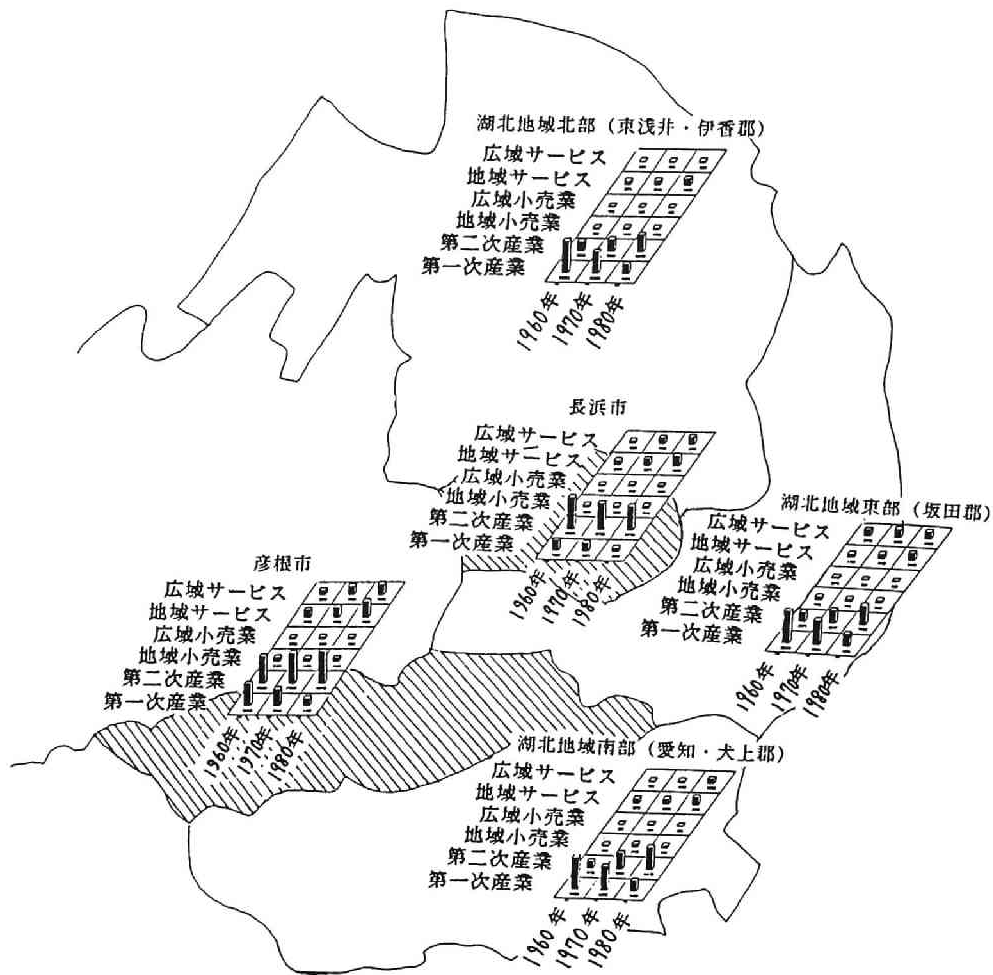 湖北地域北部（東浅井・伊香郡）
広域サービス
地域サービス
広域小売業
地域小売業
第二次産業
第一次産業
1960年
1970年
1980年
長浜市
広域サービス
地域サービス
広域小売業
地域小売業
第二次産業
第一次産業
1960年
1970年
1980年
湖北地域東部（坂田郡）
広域サービス
地域サービス
広域小売業
地域小売業
第二次産業
第一次産業
1960年
1970年
1980年
彦根市
広域サービス
地域サービス
広域小売業
地域小売業
第二次産業
第一次産業
1960年
1970年
1980年
湖北地域南部（愛知・犬上郡）
広域サービス
地域サービス
広域小売業
地域小売業
第二次産業
第一次産業
1960年
1970年
1980年